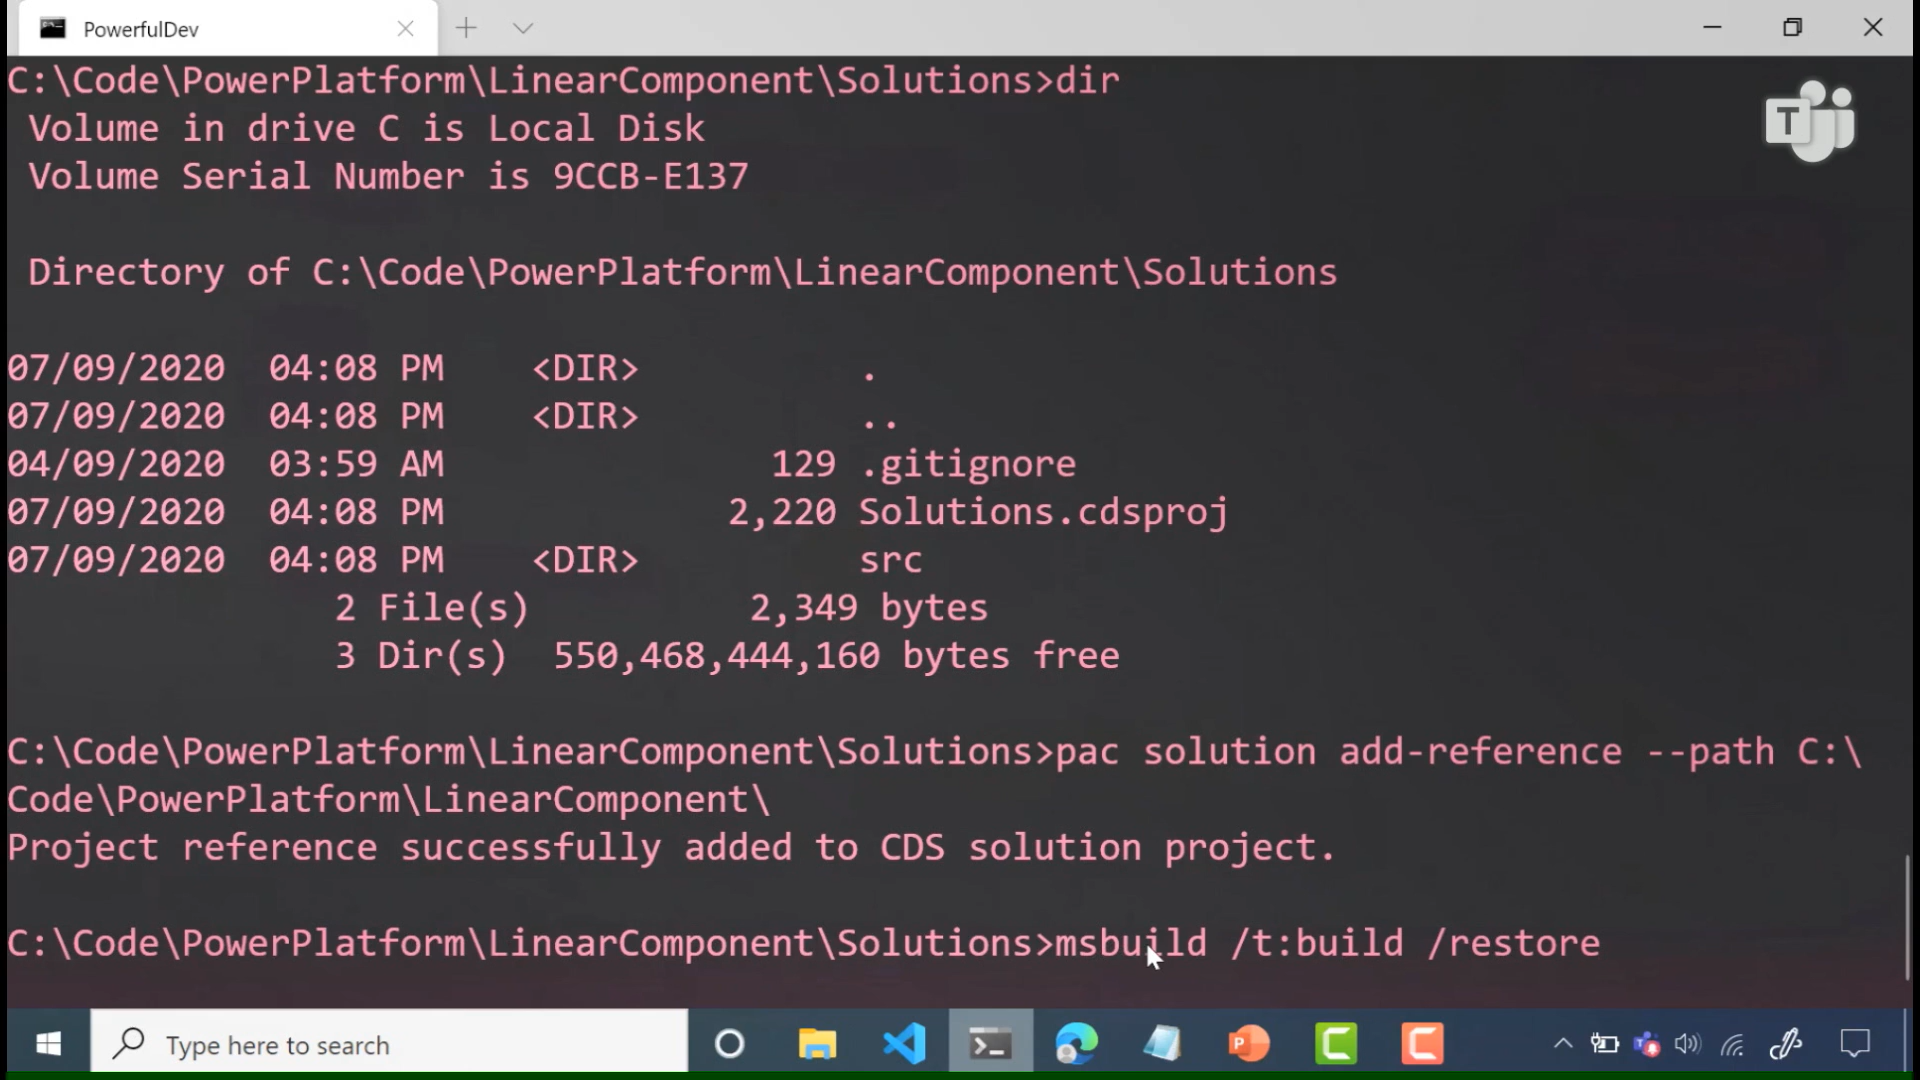 PowerfulDev
C:\Code\PowerPlatform\LinearComponent\Solutions>dir
Volume in drive C is Local Disk
Volume Serial Number is 9CCB-E137
Directory of C:\Code\PowerPlatform\LinearComponent\Solutions
07/09/2020 04:08 PM <DIR> .
07/09/2020 04:08 PM <DIR> ..
04/09/2020 03:59 AM 129 .gitignore
07/09/2020 04:08 PM 2,220 Solutions.cdsproj
07/09/2020 04:08 PM <DIR> src
2 File(s) 2,349 bytes
3 Dir(s) 550,468,444,160 bytes free
C:\Code\PowerPlatform\LinearComponent\Solutions>pac solution add-reference --path C:\
Code\PowerPlatform\LinearComponent\
Project reference successfully added to CDS solution project.
C:\Code\PowerPlatform\LinearComponent\Solutions>msbuild /t:build /restore
Type here to search